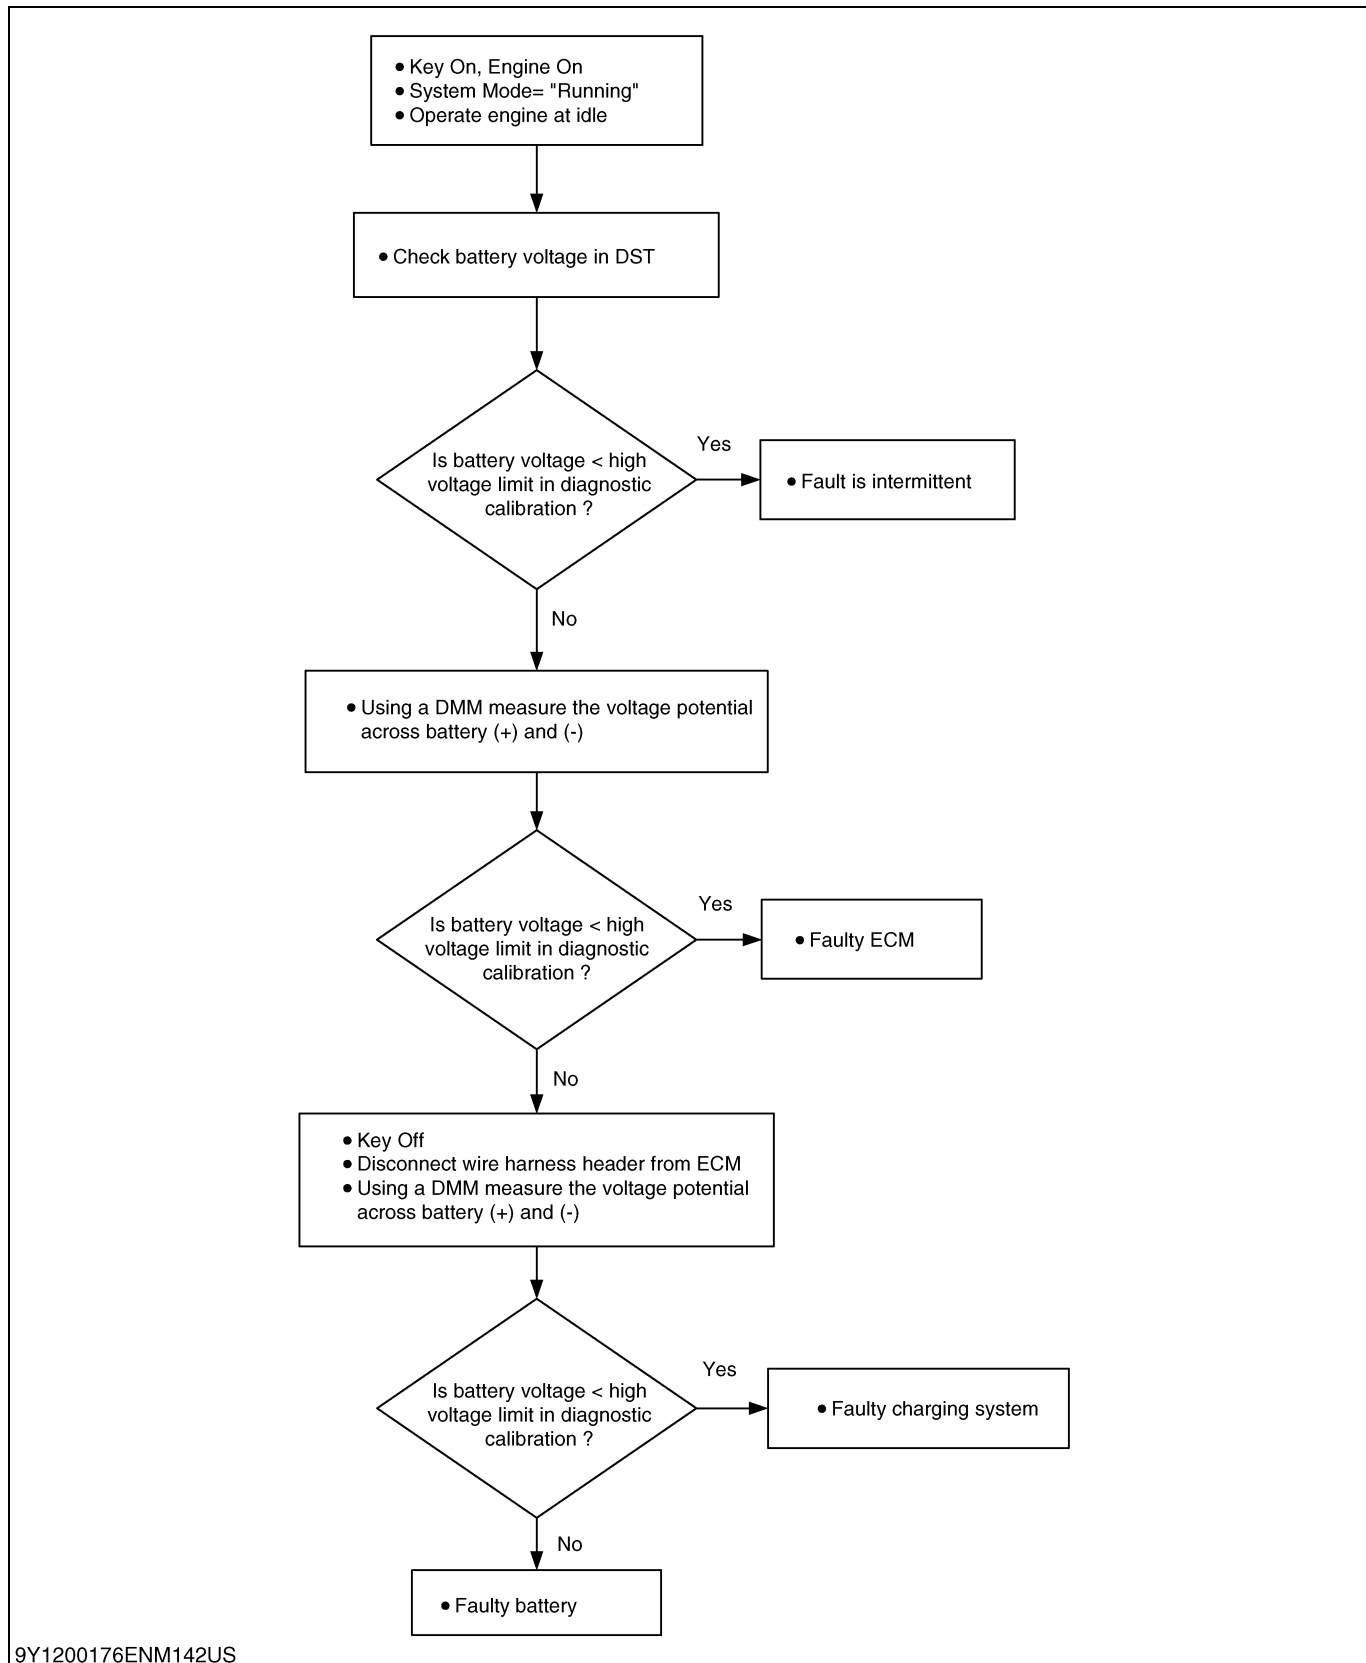 ● Key On, Engine On
● System Mode= "Running"
● Operate engine at idle
● Check battery voltage in DST
Is battery voltage < high
voltage limit in diagnostic
calibration ?
Yes
● Fault is intermittent
No
● Using a DMM measure the voltage potential
across battery (+) and (-)
Is battery voltage < high
voltage limit in diagnostic
calibration ?
Yes
● Faulty ECM
No
● Key Off
● Disconnect wire harness header from ECM
● Using a DMM measure the voltage potential
across battery (+) and (-)
Is battery voltage < high
voltage limit in diagnostic
calibration ?
Yes
● Faulty charging system
No
● Faulty battery
9Y1200176ENM142US